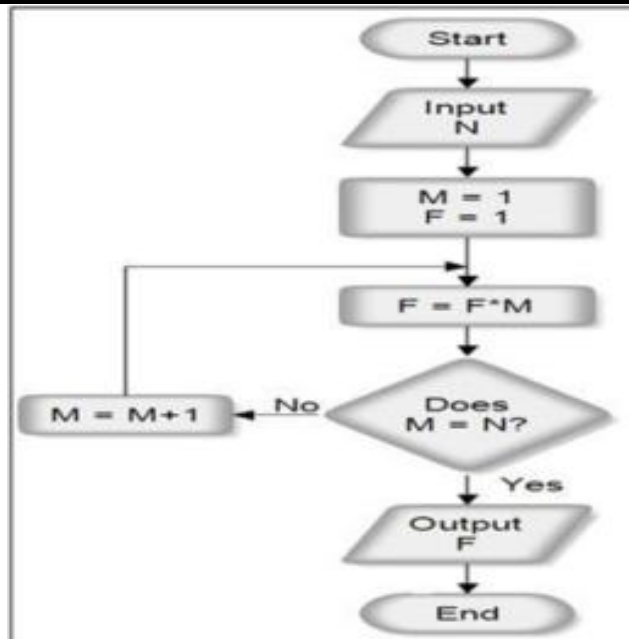 Start
Input
N
M = 1
F = 1
F = F*M
Does
M = N?
No
M = M+1
Yes
Output
F
End